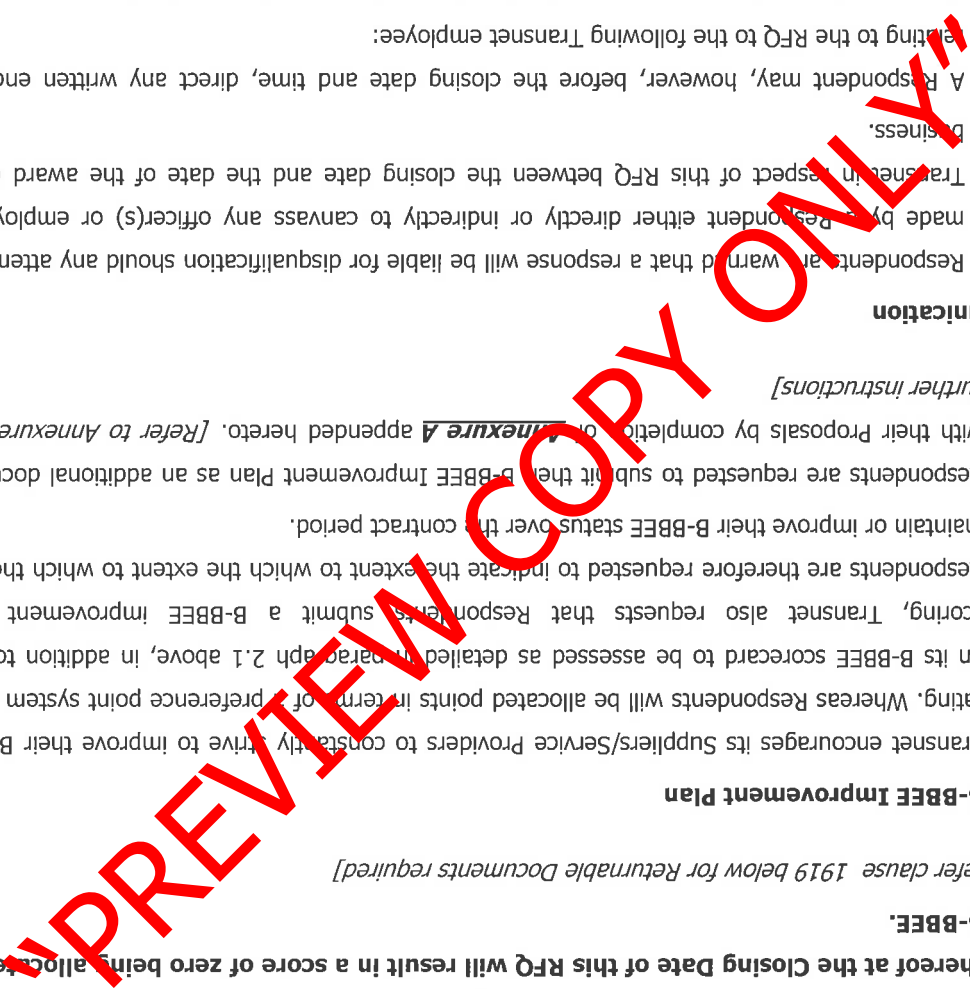 hereof at the Closing Date of this RFQ will result in a score of zero being allocate
-BBEE.
efer clause 1919 below for Returnable Documents required]
-BBEE Improvement Plan
ransnet encourages its Suppliers/Service Providers to constantly strive to improve their B
ating. Whereas Respondents will be allocated points in terms of a preference point system
n its B-BBEE scorecard to be assessed as detailed in paragraph 2.1 above, in addition to
coring, Transnet also requests that Respondents submit a B-BBEE improvement
espondents are therefore requested to indicate the extent to which the extent to which the
aintain or improve their B-BBEE status over the contract period.
espondents are requested to submit their B-BBEE Improvement Plan as an additional doc
ith their Proposals by completion of Annexure A appended hereto. [Refer to Annexure
urther instructions]
nication
Respondents are warned that a response will be liable for disqualification should any atten
made by a Respondent either directly or indirectly to canvass any officer(s) or employ
Transnet in respect of this RFQ between the closing date and the date of the award
business.
A Respondent may, however, before the closing date and time, direct any written enq
relating to the RFQ to the following Transnet employee:
“PREVIEW COPY ONLY”